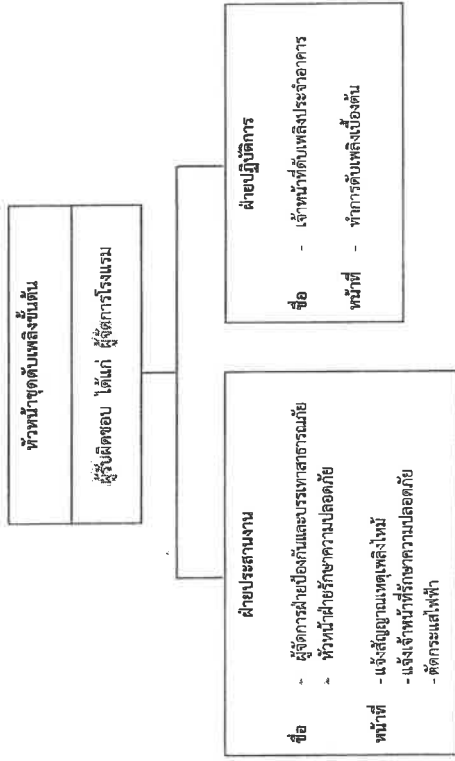 หัวหน้าชุดดับเพลิงขั้นต้น
ผู้รับผิดชอบ ได้แก่ ผู้จัดการโรงแรม
ฝ่ายประสานงาน
ชื่อ - ผู้จัดการฝ่ายป้องกันและบรรเทาสาธารณภัย
- หัวหน้าฝ่ายรักษาความปลอดภัย
หน้าที่ - แจ้งสัญญาณเหตุเพลิงไหม้
- แจ้งเจ้าหน้าที่รักษาความปลอดภัย
- ตัดกระแสไฟฟ้า
ฝ่ายปฏิบัติการ
ชื่อ - เจ้าหน้าที่ดับเพลิงประจำอาคาร
หน้าที่ - ทำการดับเพลิงเบื้องต้น